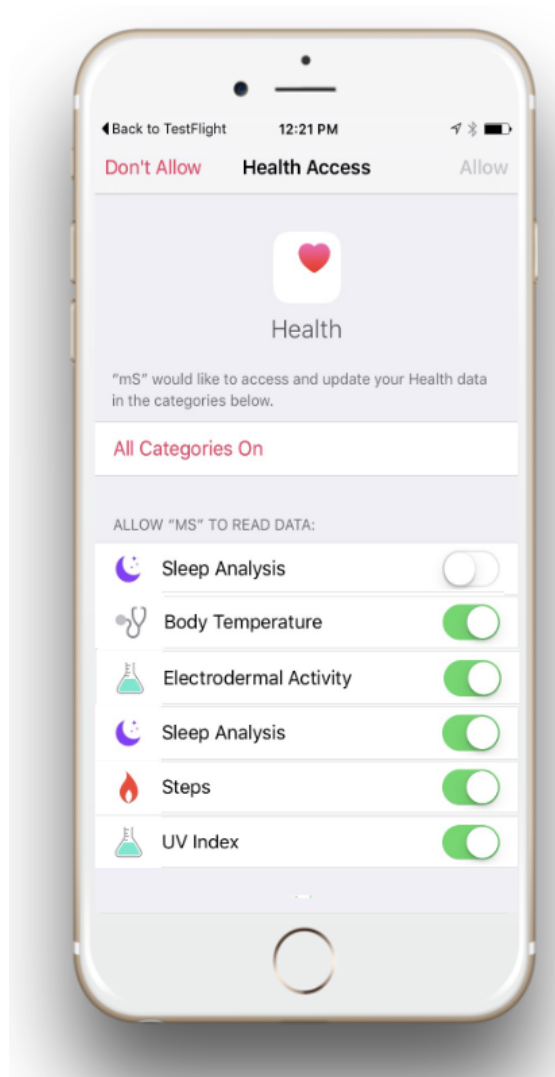 Back to TestFlight 12:21 PM
Don't Allow Health Access Allow
Health
"mS" would like to access and update your Health data
in the categories below.
All Categories On
ALLOW "MS" TO READ DATA:
Sleep Analysis
Body Temperature
Electrodermal Activity
Sleep Analysis
Steps
UV Index